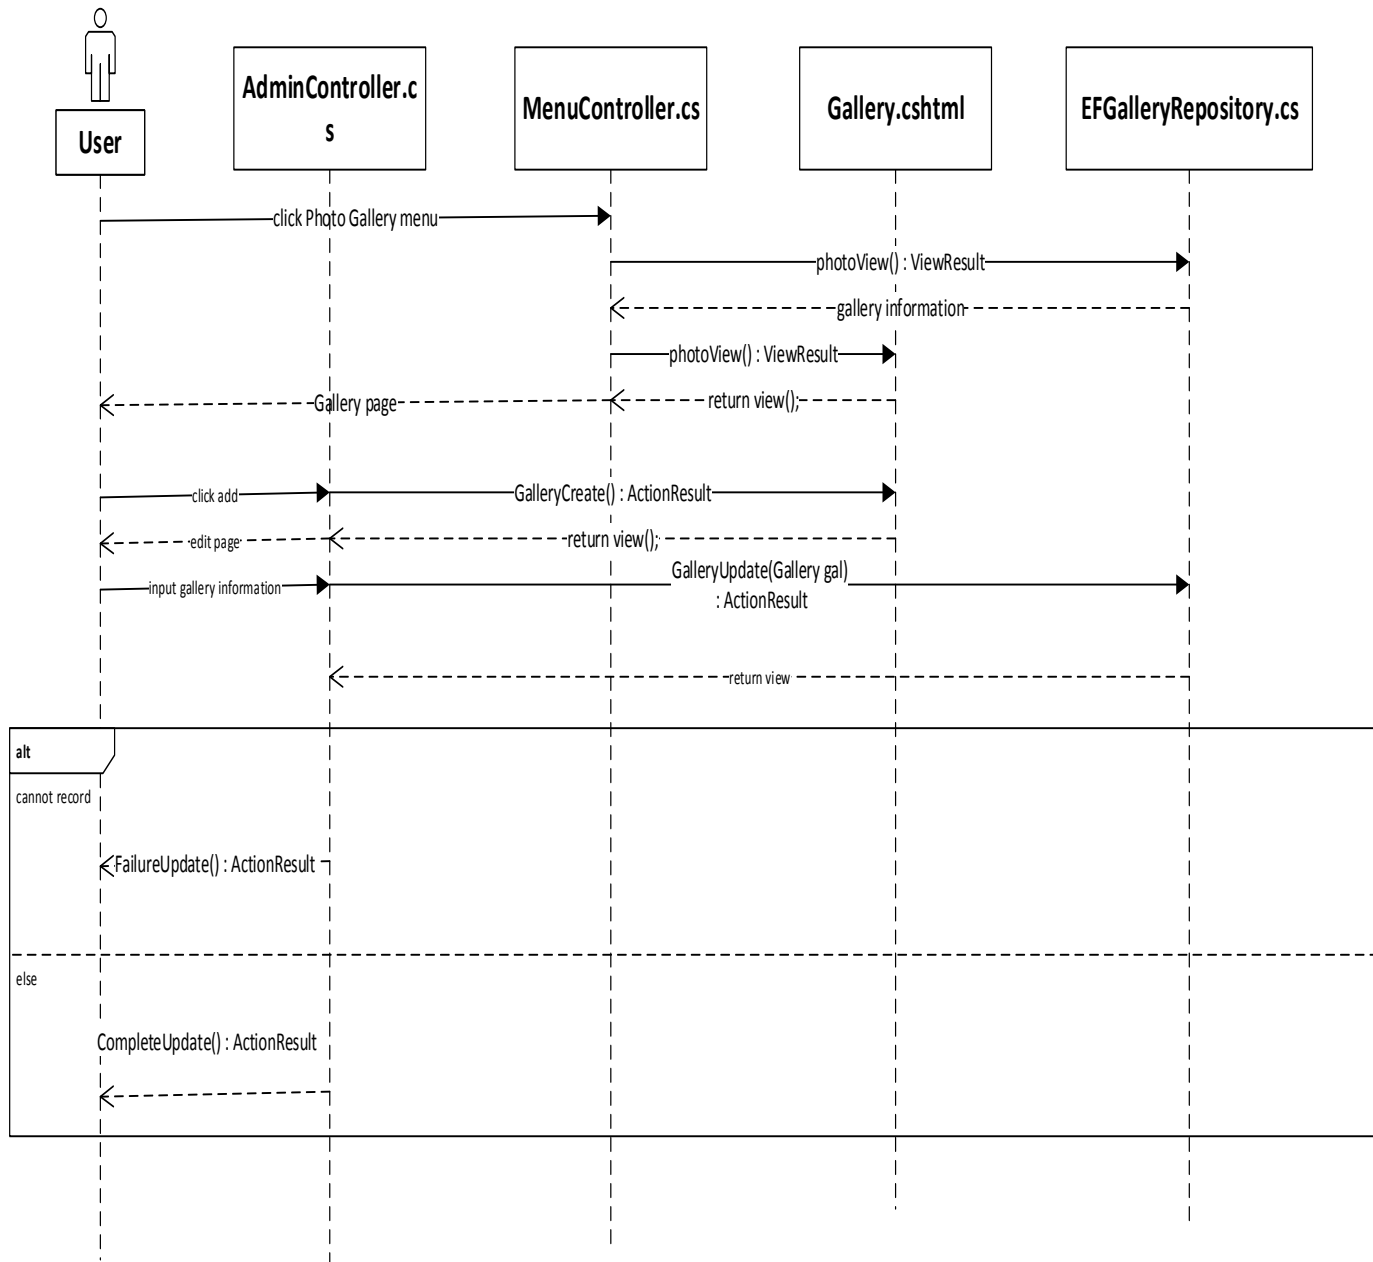 User
AdminController.c
s
MenuController.cs
Gallery.cshtml
EFGalleryRepository.cs
click Photo Gallery menu
photoView() : ViewResult
gallery information
photoView() : ViewResult
Gallery page
return view();
click add
GalleryCreate() : ActionResult
edit page
return view();
input gallery information
GalleryUpdate(Gallery gal)
: ActionResult
return view
alt
cannot record
FailureUpdate() : ActionResult
else
CompleteUpdate() : ActionResult